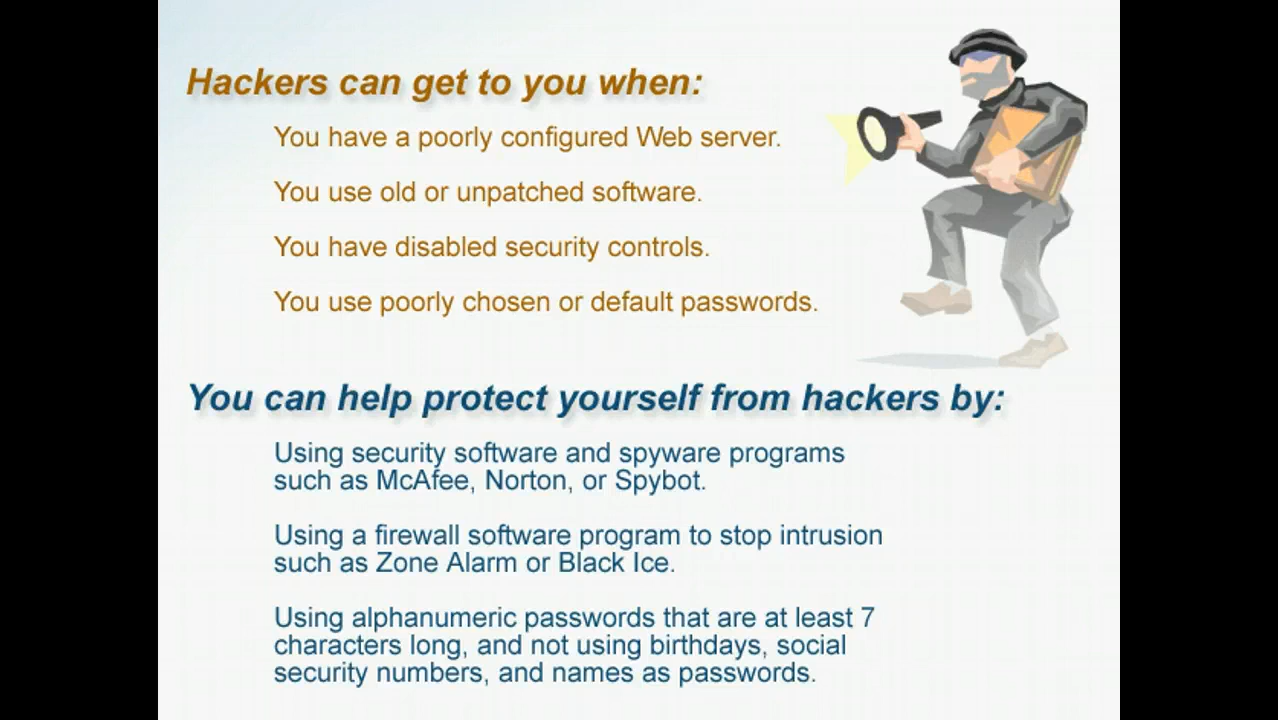 Hackers can get to you when:
You have a poorly configured Web server.
You use old or unpatched software.
You have disabled security controls.
You use poorly chosen or default passwords.
You can help protect yourself from hackers by:
Using security software and spyware programs
such as McAfee, Norton, or Spybot.
Using a firewall software program to stop intrusion
such as Zone Alarm or Black Ice.
Using alphanumeric passwords that are at least 7
characters long, and not using birthdays, social
security numbers, and names as passwords.